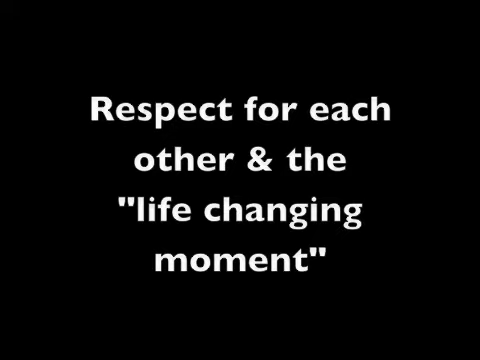 Respect for each
other & the
"life changing
moment"